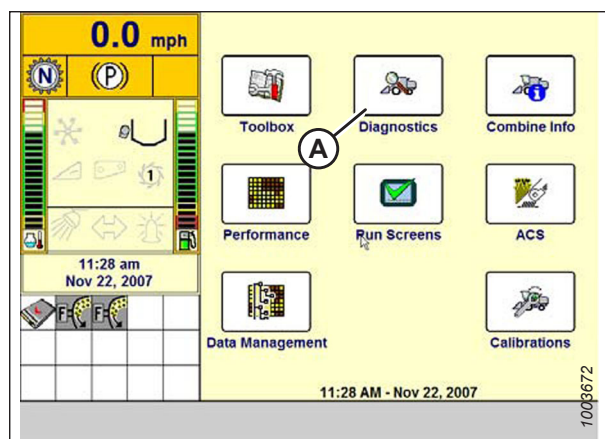 0.0 mph
N
(P)
1
11:28 am
Nov 22, 2007
F
F
Toolbox
Diagnostics
Combine Info
A
Performance
Run Screens
ACS
Data Management
Calibrations
11:28 AM - Nov 22, 2007
1003672